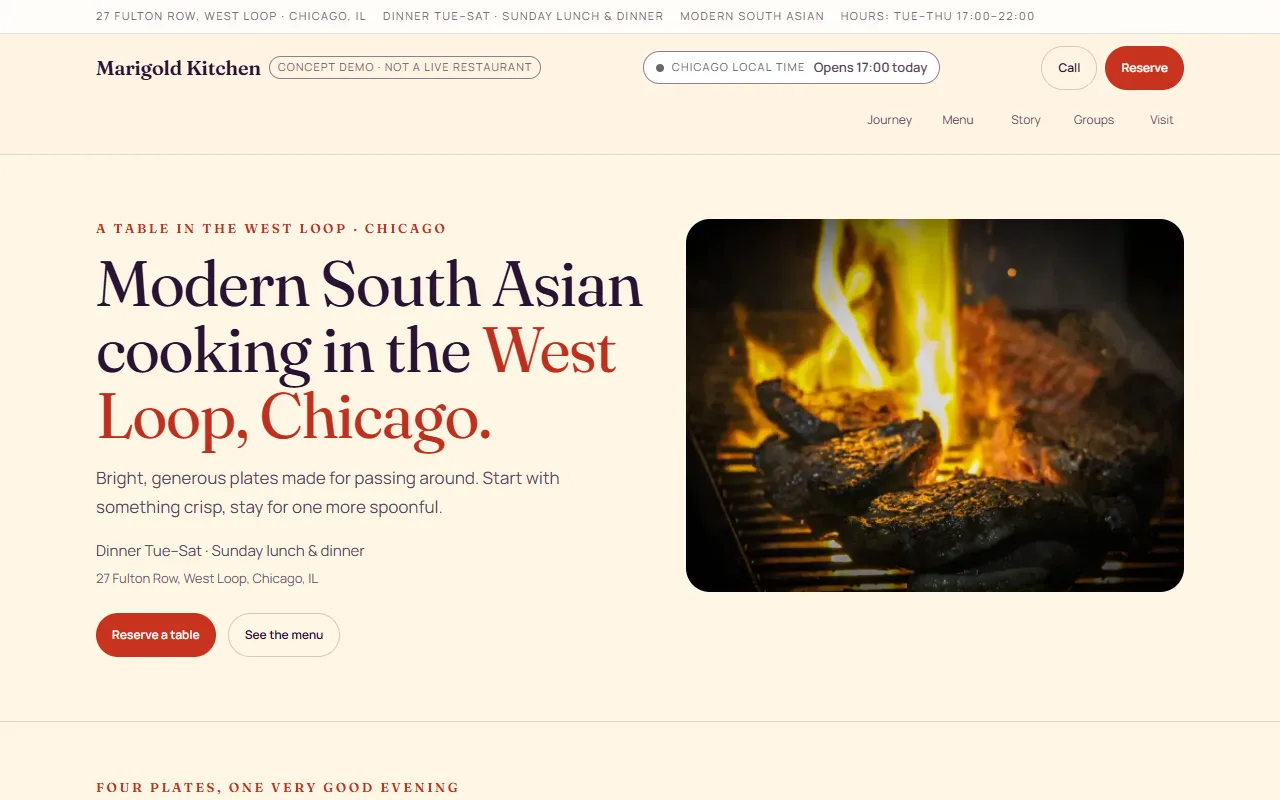 27 FULTON ROW, WEST LOOP · CHICAGO, IL DINNER TUE–SAT · SUNDAY LUNCH & DINNER MODERN SOUTH ASIAN HOURS: TUE–THU 17:00–22:00
Marigold Kitchen CONCEPT DEMO · NOT A LIVE RESTAURANT CHICAGO LOCAL TIME Opens 17:00 today Call Reserve
Journey Menu Story Groups Visit
A TABLE IN THE WEST LOOP · CHICAGO
Modern South Asian
cooking in the West
Loop, Chicago.
Bright, generous plates made for passing around. Start with
something crisp, stay for one more spoonful.
Dinner Tue–Sat · Sunday lunch & dinner
27 Fulton Row, West Loop, Chicago, IL
Reserve a table See the menu
FOUR PLATES, ONE VERY GOOD EVENING